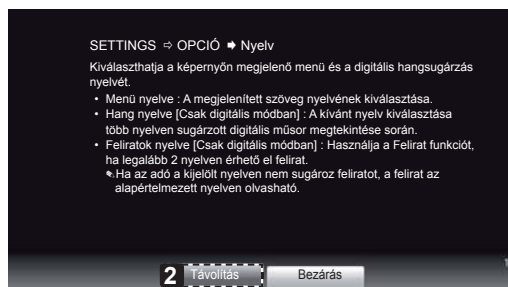 SETTINGS ⇨ OPCIÓ ➡ Nyelv
Kiválaszthatja a képernyőn megjelenő menü és a digitális hangsugárzás
nyelvét.
• Menü nyelve : A megjelenített szöveg nyelvének kiválasztása.
• Hang nyelve [Csak digitális módban] : A kívánt nyelv kiválasztása
több nyelven sugárzott digitális műsor megtekintése során.
• Feliratok nyelve [Csak digitális módban] : Használja a Felirat funkciót,
ha legalább 2 nyelven érhető el felirat.
✎Ha az adó a kijelölt nyelven nem sugároz feliratot, a felirat az
alapértelmezett nyelven olvasható.
2 Távolítás Bezárás